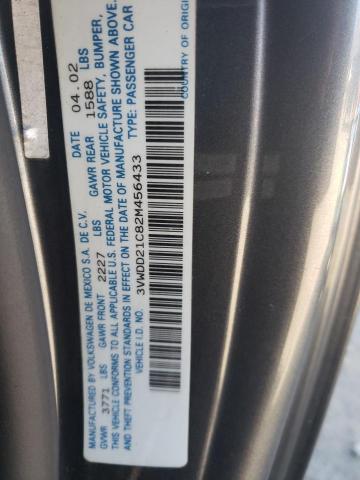 MANUFACTURED BY VOLKSWAGEN DE MEXICO S.A. DE C.V. DATE 04.02
GVWR 3771 LBS GAWR FRONT 2227 LBS GAWR REAR 1588 LBS
THIS VEHICLE CONFORMS TO ALL APPLICABLE U.S. FEDERAL MOTOR VEHICLE SAFETY, BUMPER,
AND THEFT PREVENTION STANDARDS IN EFFECT ON THE DATE OF MANUFACTURE SHOWN ABOVE.
VEHICLE I.D. NO. 3VWDD21C82M456433 TYPE: PASSENGER CAR
COUNTRY OF ORIGI